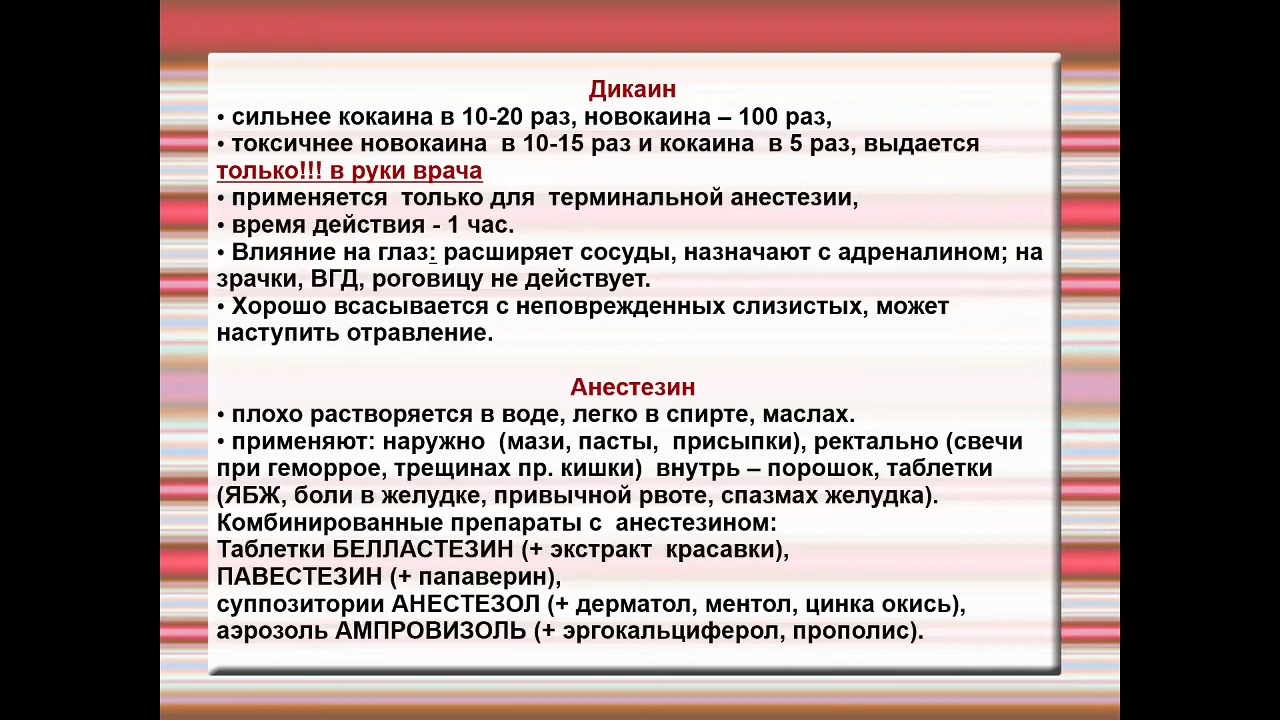 Дикаин
• сильнее кокаина в 10-20 раз, новокаина – 100 раз,
• токсичнее новокаина в 10-15 раз и кокаина в 5 раз, выдается
только!!! в руки врача
• применяется только для терминальной анестезии,
• время действия - 1 час.
• Влияние на глаз: расширяет сосуды, назначают с адреналином; на
зрачки, ВГД, роговицу не действует.
• Хорошо всасывается с неповрежденных слизистых, может
наступить отравление.
Анестезин
• плохо растворяется в воде, легко в спирте, маслах.
• применяют: наружно (мази, пасты, присыпки), ректально (свечи
при геморрое, трещинах пр. кишки) внутрь – порошок, таблетки
(ЯБЖ, боли в желудке, привычной рвоте, спазмах желудка).
Комбинированные препараты с анестезином:
Таблетки БЕЛЛАСТЕЗИН (+ экстракт красавки),
ПАВЕСТЕЗИН (+ папаверин),
суппозитории АНЕСТЕЗОЛ (+ дерматол, ментол, цинка окись),
аэрозоль АМПРОВИЗОЛЬ (+ эргокальциферол, прополис).